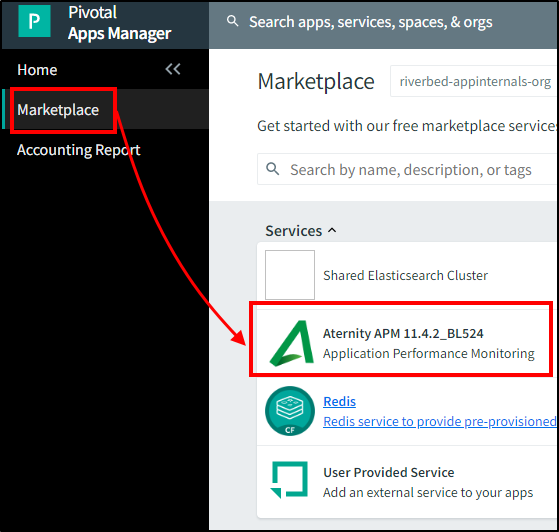 P
Pivotal
Apps Manager
Search apps, services, spaces, & orgs
Home
Marketplace
Accounting Report
Marketplace
riverbed-appinternals-org
Get started with our free marketplace services
Search by name, description, or tags
Services
Shared Elasticsearch Cluster
Aternity APM 11.4.2_BL524
Application Performance Monitoring
CF
Redis
Redis service to provide pre-provisioned
User Provided Service
Add an external service to your apps